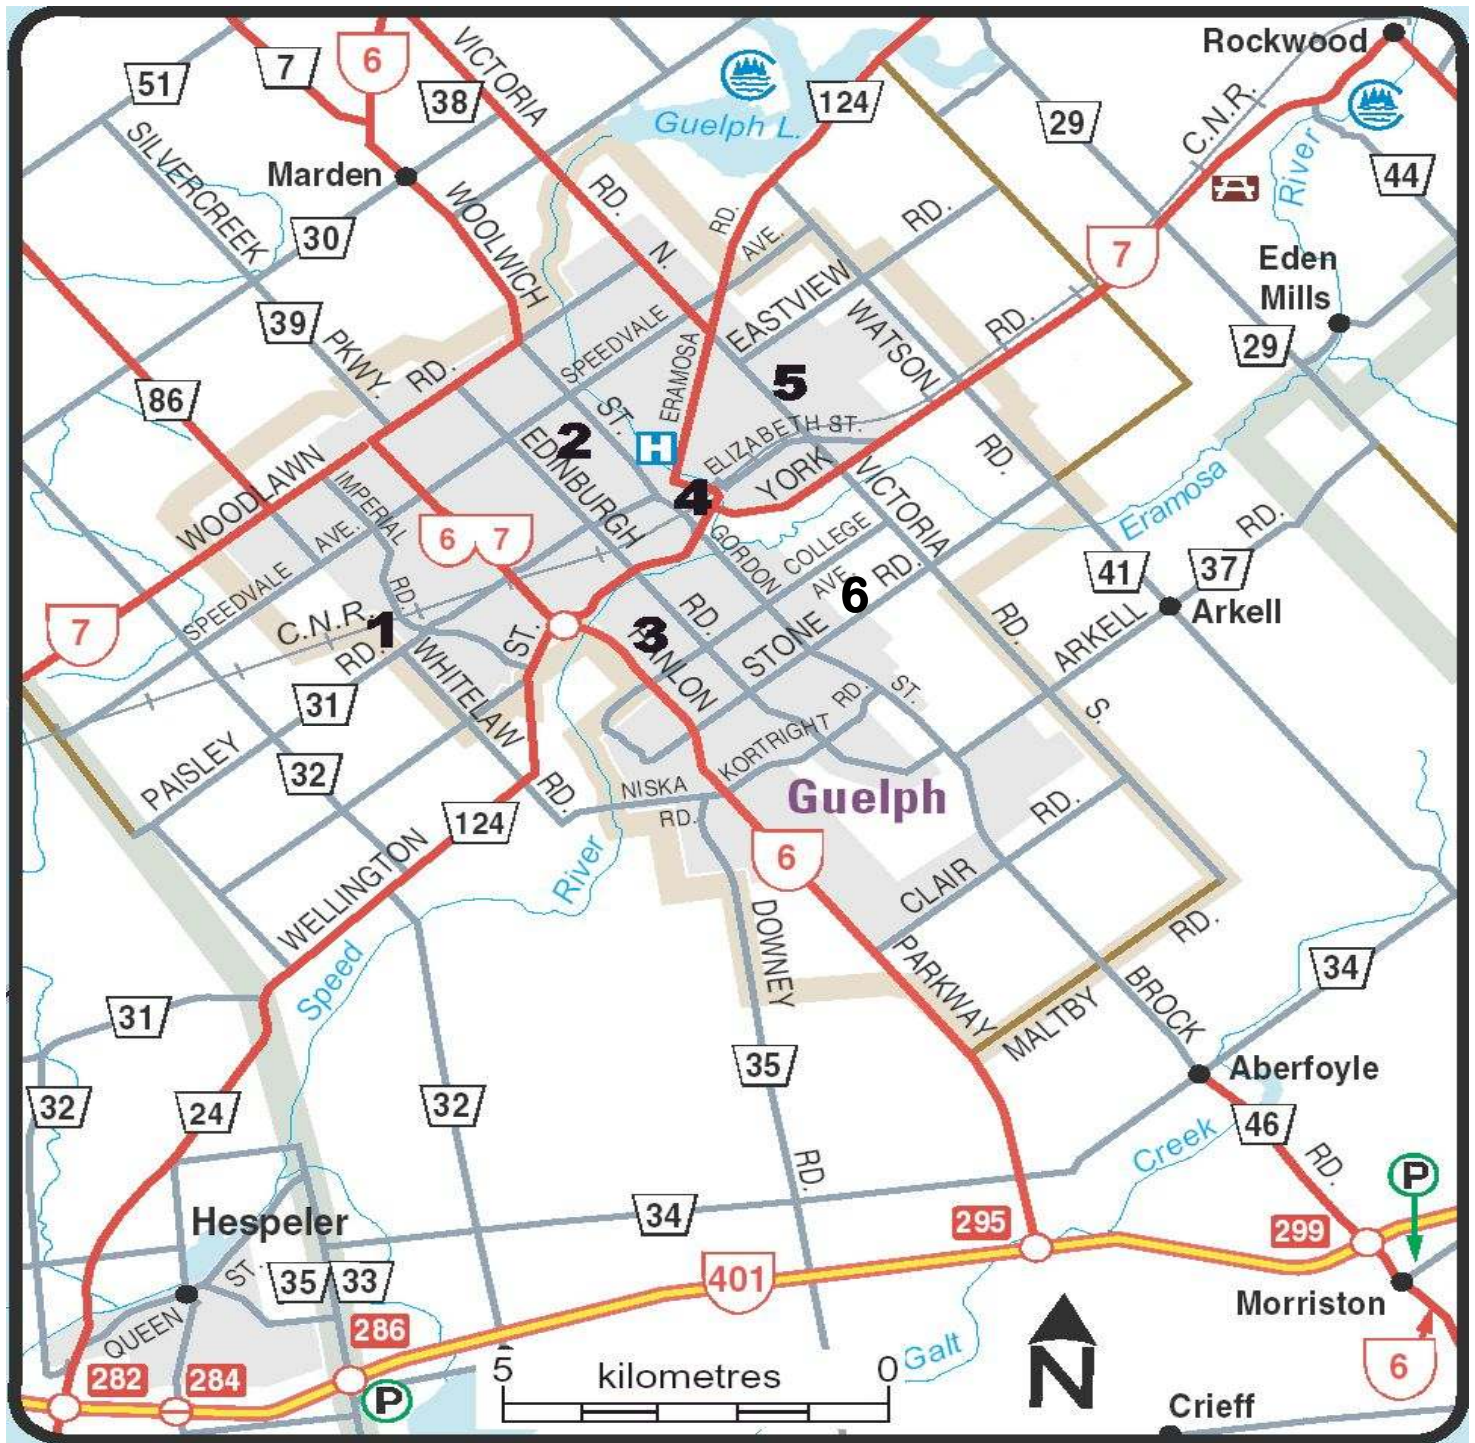 Rockwood
51
7
6
38
VICTORIA
124
29
C.N.R.
Guelph L.
River
44
SILVERCREEK
Marden
WOOLWICH
RD.
RD.
AVE.
RD.
30
N.
7
Eden
Mills
39
PKWY.
RD.
SPEEDVALE
EASTVIEW
WATSON
RD.
29
86
ERAMOSA
5
ST.
2
H
ELIZABETH ST.
EDINBURGH
RD.
WOODLAWN
IMPERIAL
AVE.
6
7
4
YORK
VICTORIA
Eramosa
GORDON
COLLEGE
AVE.
RD.
RD.
SPEEDVALE
RD.
6
41
37
Arkell
7
C.N.R.
1
RD.
WHITELAW
ST.
3
HANLON
RD.
STONE
RD.
ARKELL
31
KORTRIGHT
RD.
ST.
S.
PAISLEY
32
RD.
NISKA
RD.
Guelph
RD.
124
WELLINGTON
River
6
CLAIR
DOWNEY
PARKWAY
RD.
Speed
MALTBY
BROCK
34
31
35
Aberfoyle
32
24
32
46
Creek
RD.
RD.
P
Hespeler
34
295
299
ST.
35
33
401
QUEEN
286
Morriston
282
284
P
5
kilometres
0
Galt
N
6
Crieff